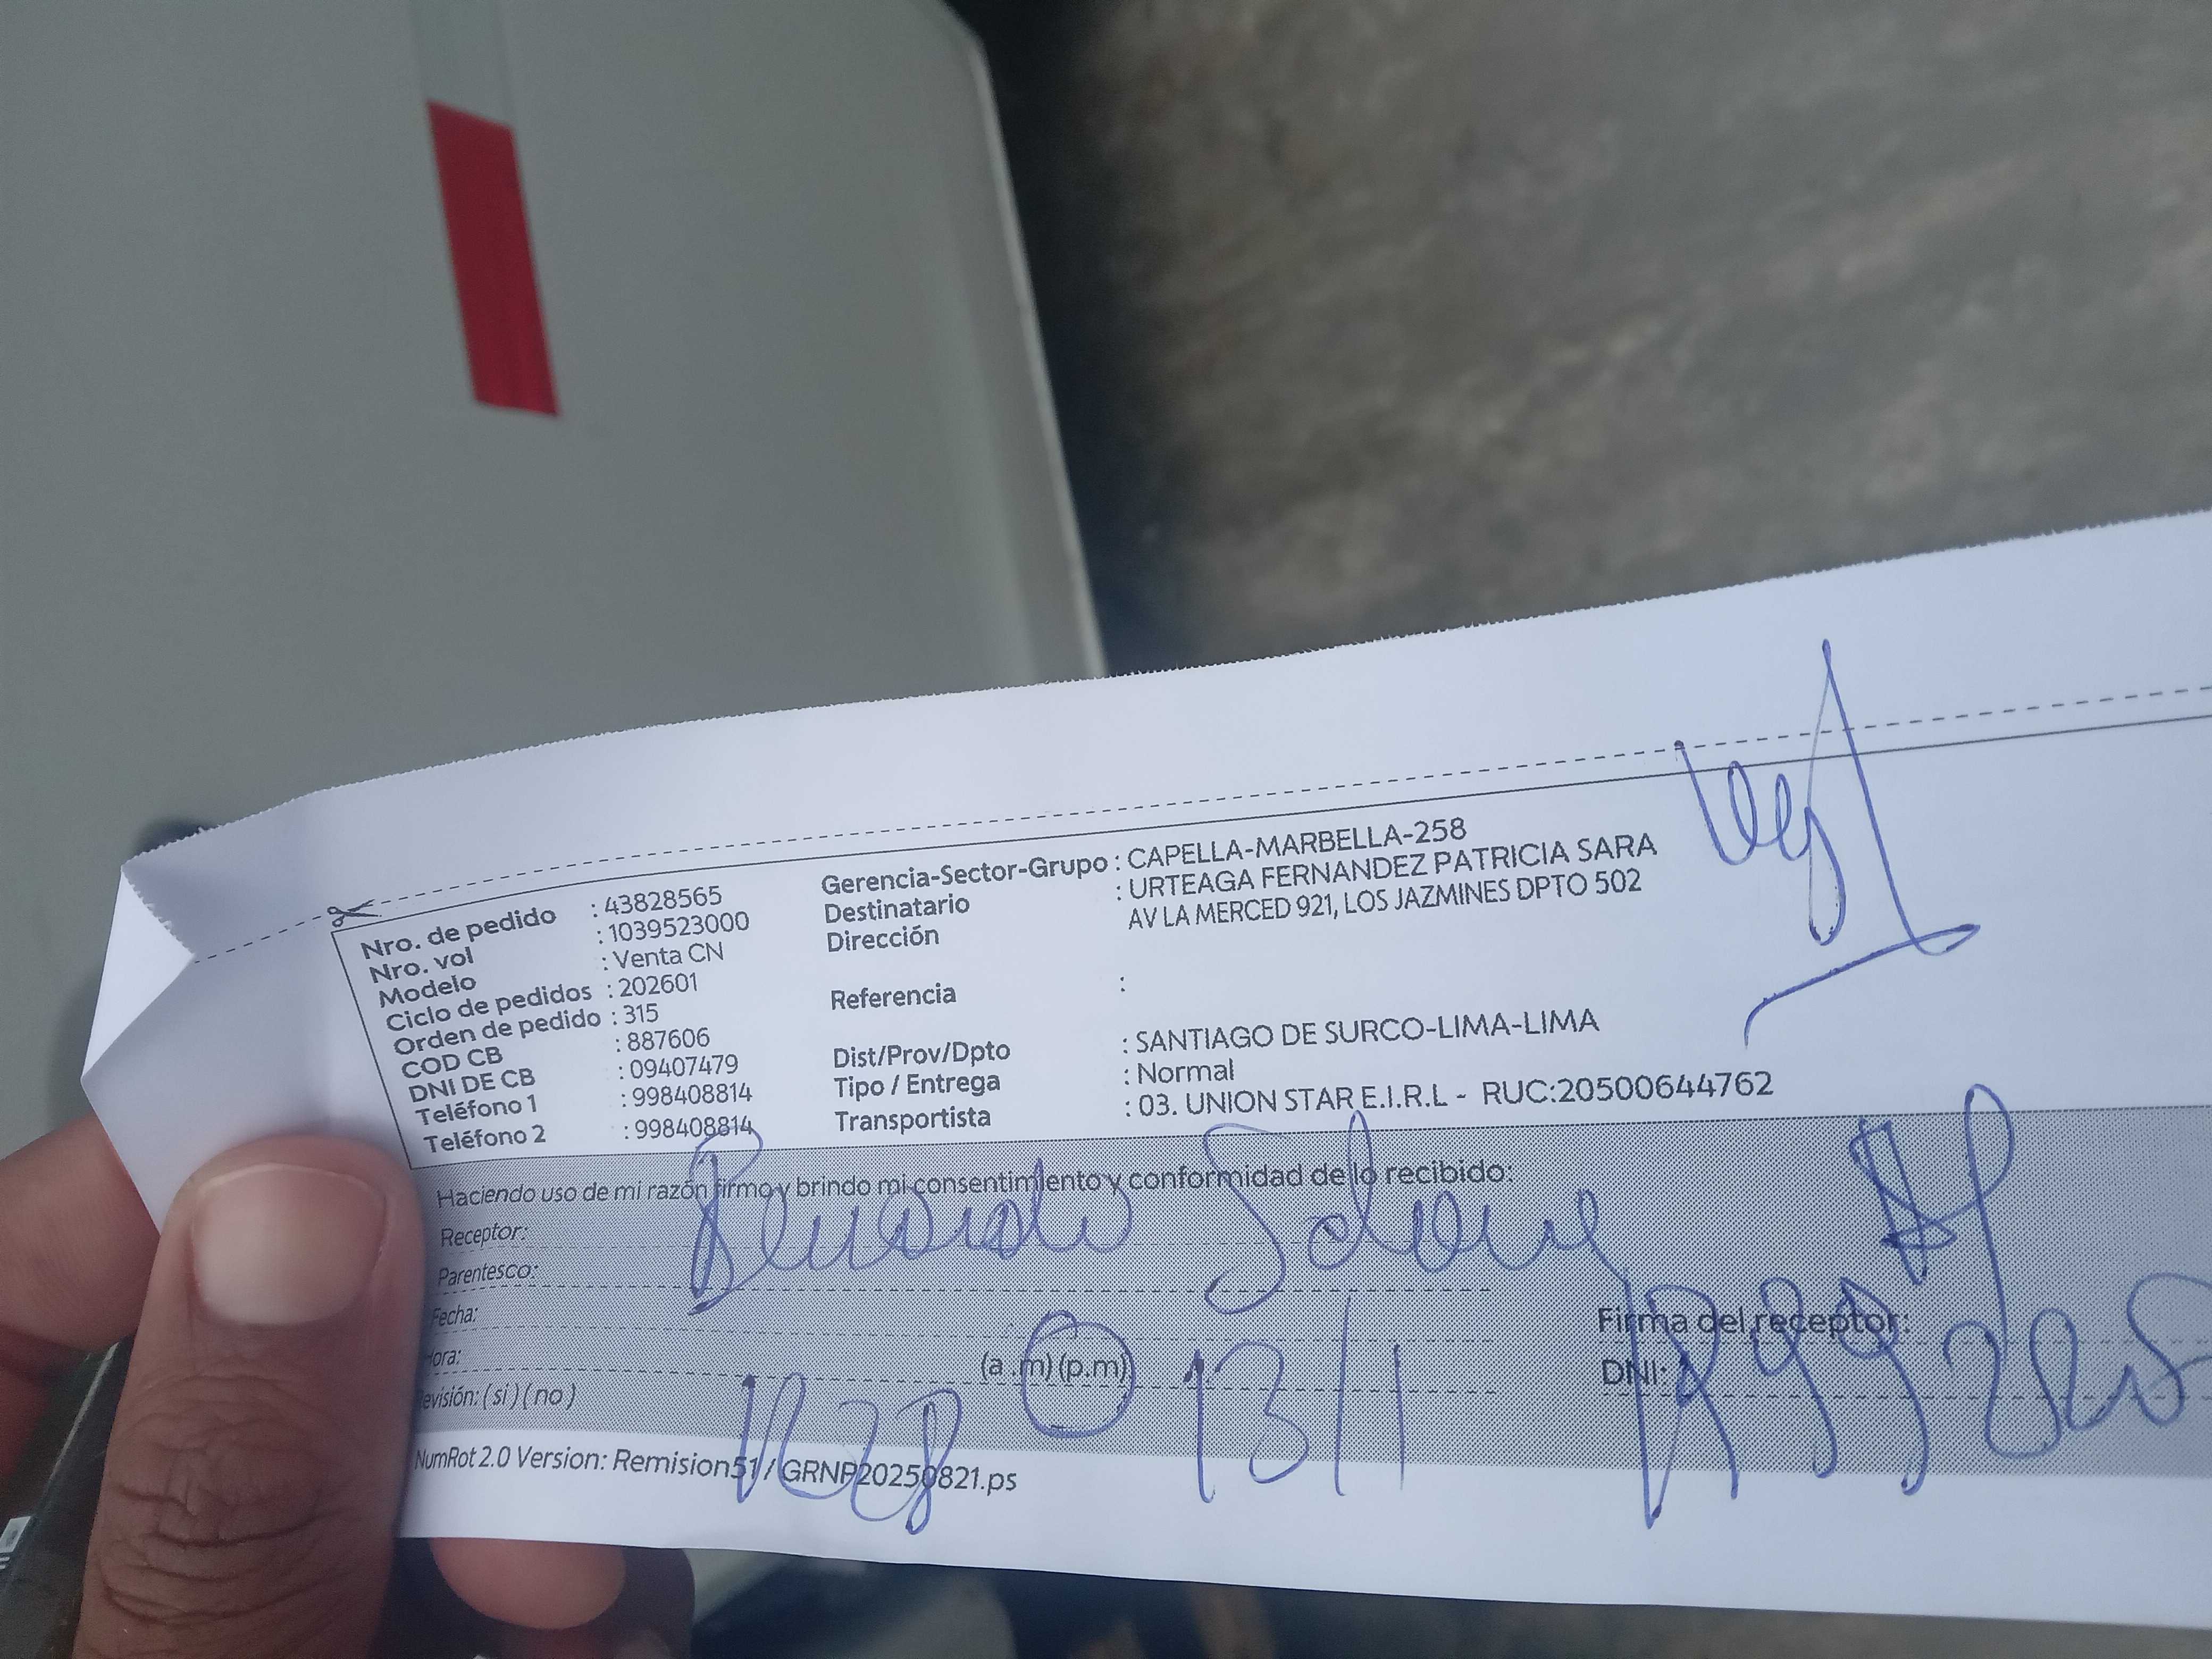 Nro. de pedido : 43828565
Nro. vol : 1039523000
Modelo : Venta CN
Ciclo de pedidos : 202601
Orden de pedido : 315
COD CB : 887606
DNI DE CB : 09407479
Teléfono 1 : 998408814
Teléfono 2 : 998408814
Gerencia-Sector-Grupo : CAPELLA-MARBELLA-258
Destinatario : URTEAGA FERNANDEZ PATRICIA SARA
Dirección AV LA MERCED 921, LOS JAZMINES DPTO 502
Referencia :
Dist/Prov/Dpto : SANTIAGO DE SURCO-LIMA-LIMA
Tipo / Entrega : Normal
Transportista : 03. UNION STAR E.I.R.L - RUC:20500644762
Haciendo uso de mi razón firmo y brindo mi consentimiento y conformidad de lo recibido:
Receptor:
Parentesco:
Fecha:
ora: (a .m) (p.m)
evisión: ( si ) ( no )
13/1
Firma del receptor:
DNI:
NumRot 2.0 Version: Remision51 / GRNP20250821.ps